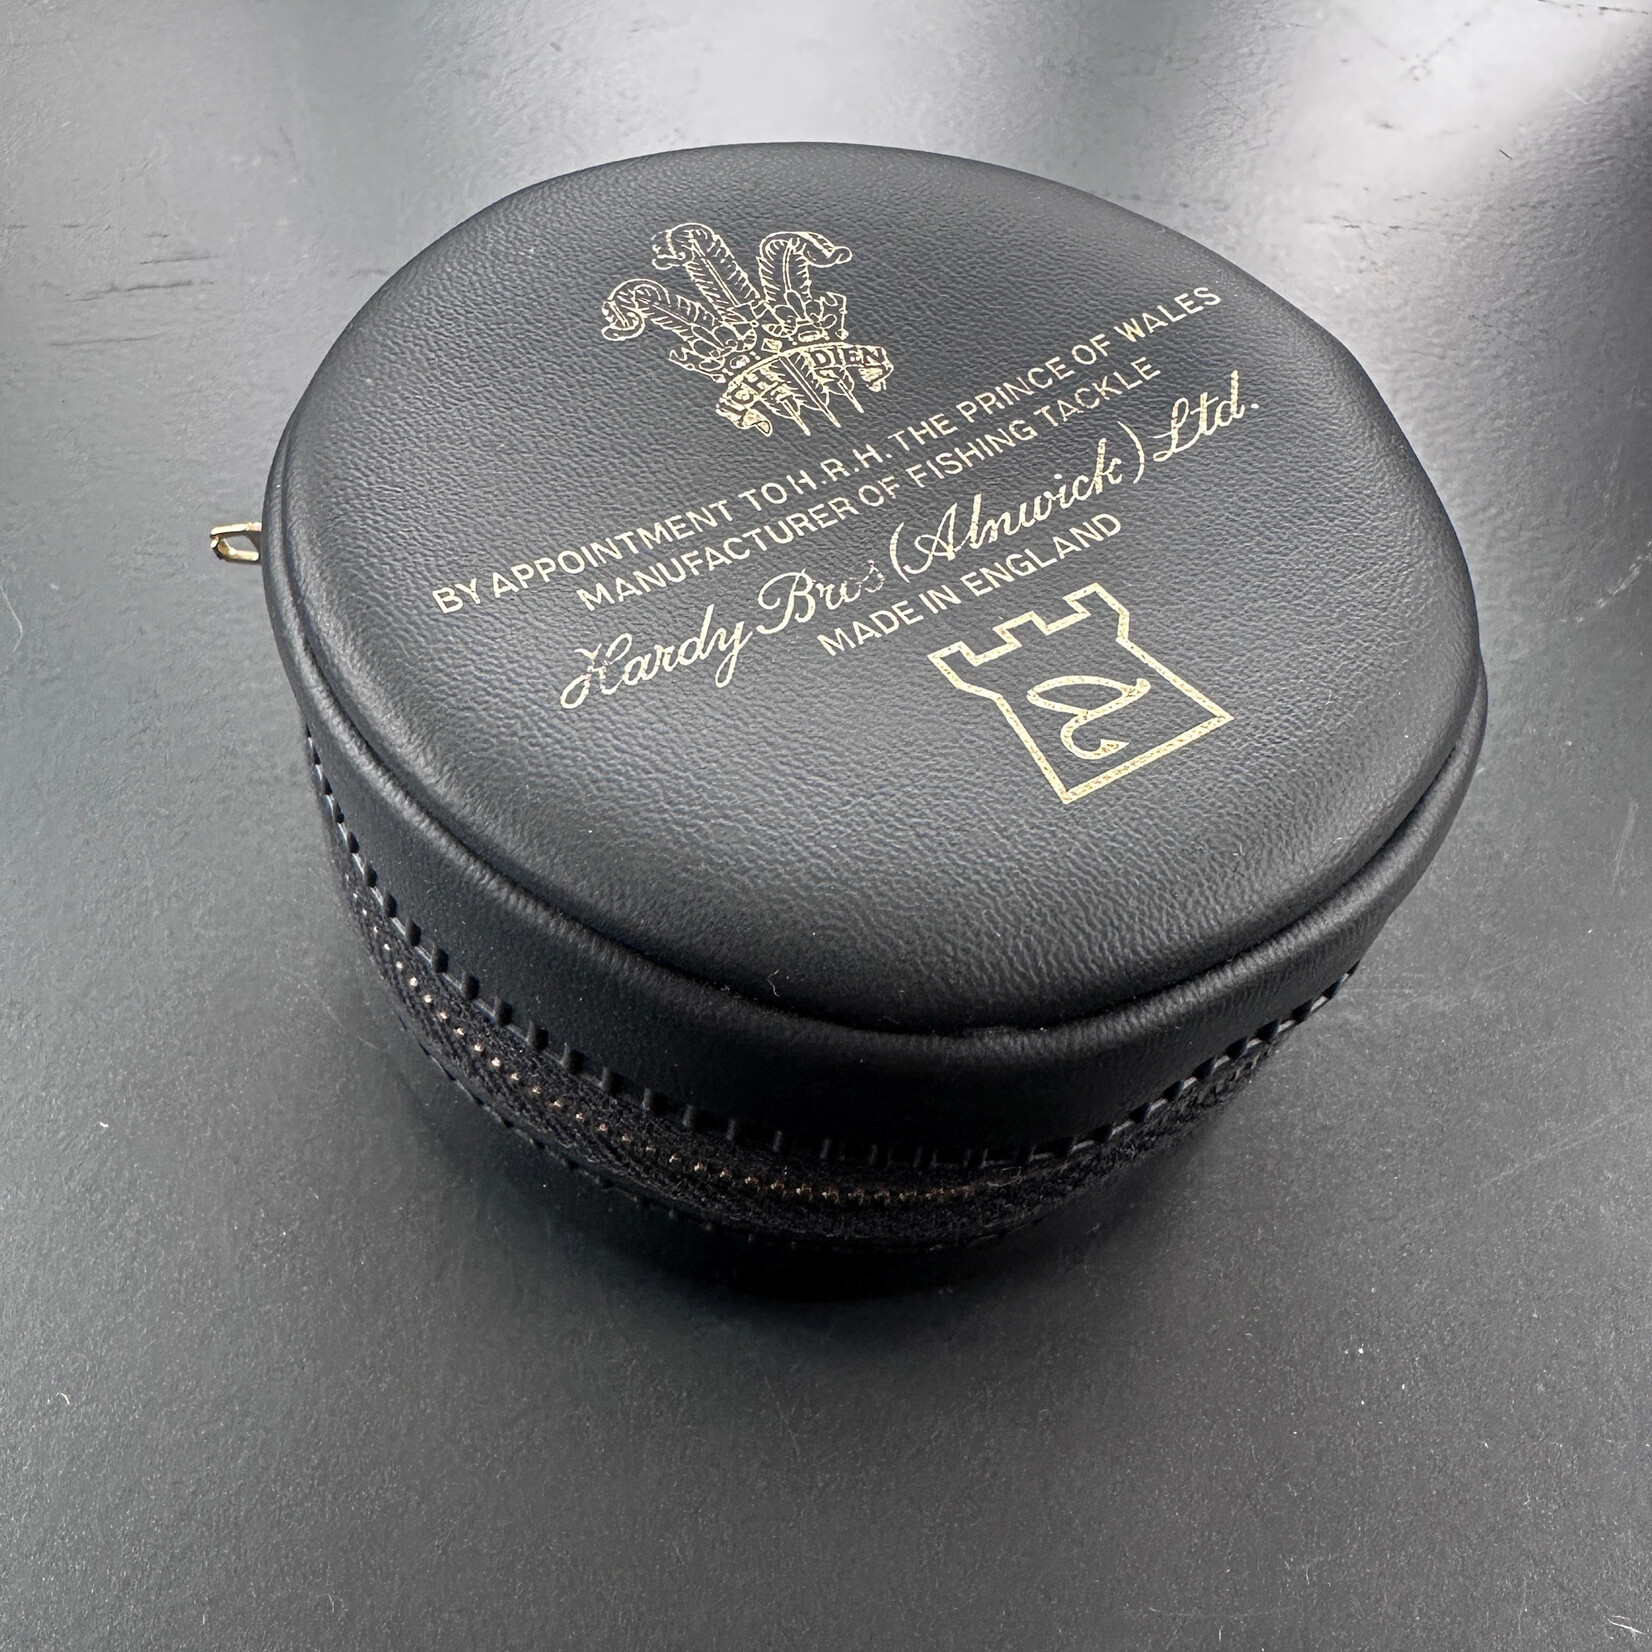 ICH DIEN
BY APPOINTMENT TO H.R.H. THE PRINCE OF WALES
MANUFACTURER OF FISHING TACKLE
Hardy Bros (Alnwick) Ltd.
MADE IN ENGLAND